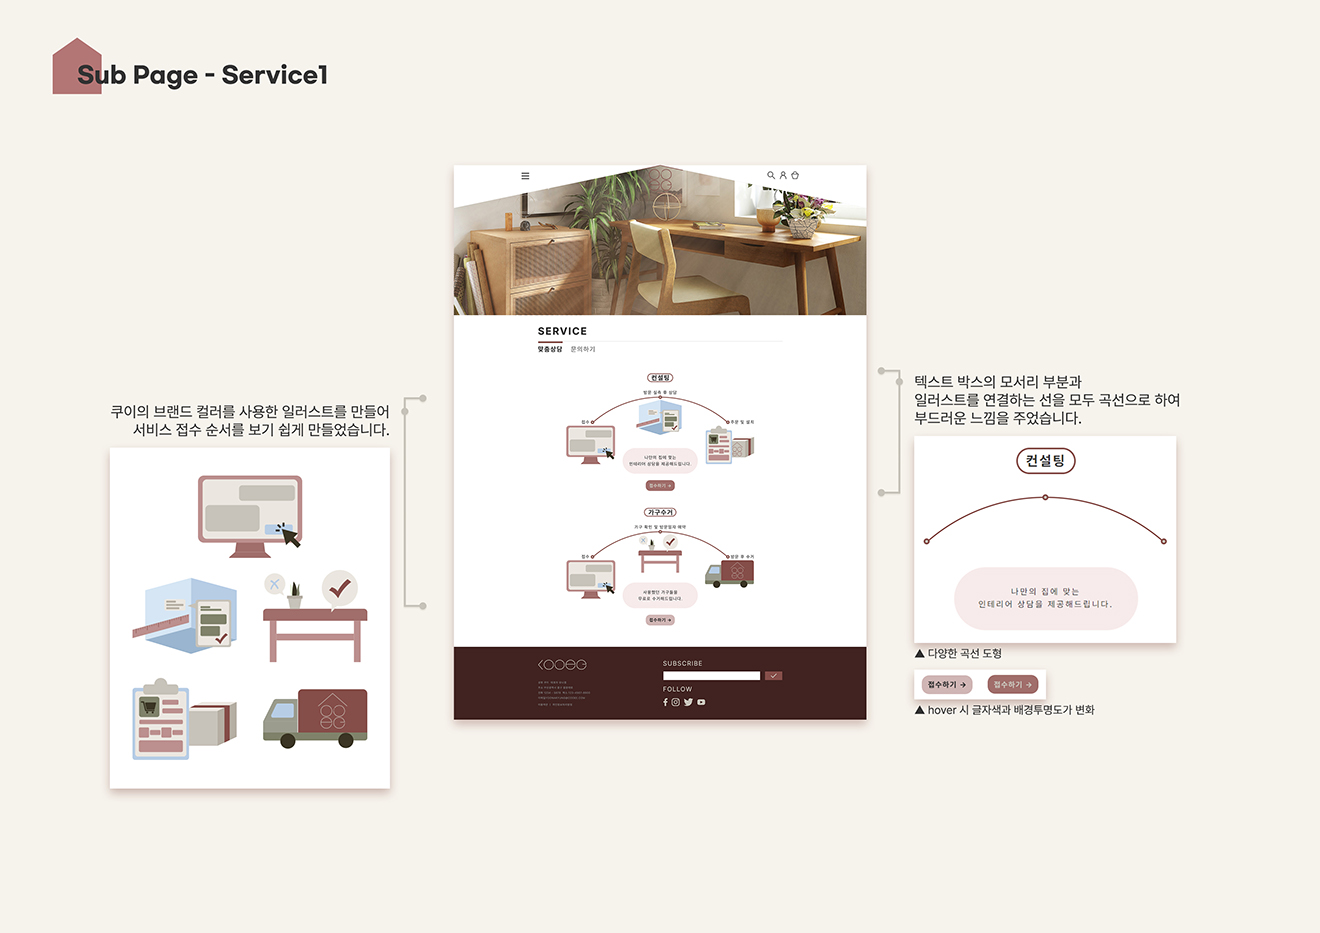 Sub Page - Service1
쿠이의 브랜드 컬러를 사용한 일러스트를 만들어
서비스 접수 순서를 보기 쉽게 만들었습니다.
SERVICE
맞춤상담 문의하기
컨설팅
방문 실측 후 상담
접수
주문 및 설치
나만의 집에 맞는
인테리어 상담을 제공해드립니다.
접수하기 →
가구수거
가구 확인 및 방문일자 예약
접수
방문 후 수거
사용했던 가구들을
무료로 수거해드립니다.
접수하기 →
SUBSCRIBE
FOLLOW
텍스트 박스의 모서리 부분과
일러스트를 연결하는 선을 모두 곡선으로 하여
부드러운 느낌을 주었습니다.
컨설팅
나만의 집에 맞는
인테리어 상담을 제공해드립니다.
▲ 다양한 곡선 도형
접수하기 → 접수하기 →
▲ hover 시 글자색과 배경투명도가 변화